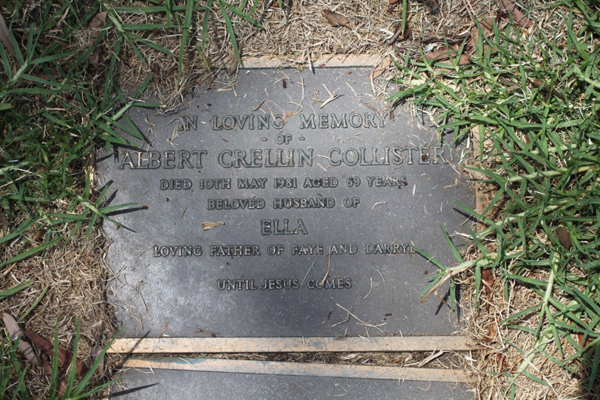 IN LOVING MEMORY
- OF -
ALBERT CRELLIN COLLISTER
DIED 10TH MAY 1981 AGED 69 YEARS
BELOVED HUSBAND OF
ELLA
LOVING FATHER OF FAYE AND DARRYL
UNTIL JESUS COMES